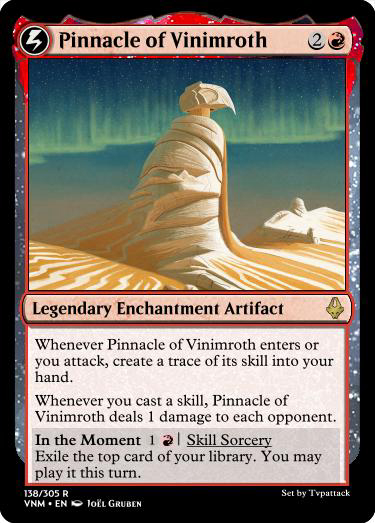 Pinnacle of Vinimroth 2
Legendary Enchantment Artifact
Whenever Pinnacle of Vinimroth enters or
you attack, create a trace of its skill into your
hand.
Whenever you cast a skill, Pinnacle of
Vinimroth deals 1 damage to each opponent.
In the Moment 1 | Skill Sorcery
Exile the top card of your library. You may
play it this turn.
138/305 R
Set by Tvpattack
VNM • EN JOËL GRUBEN